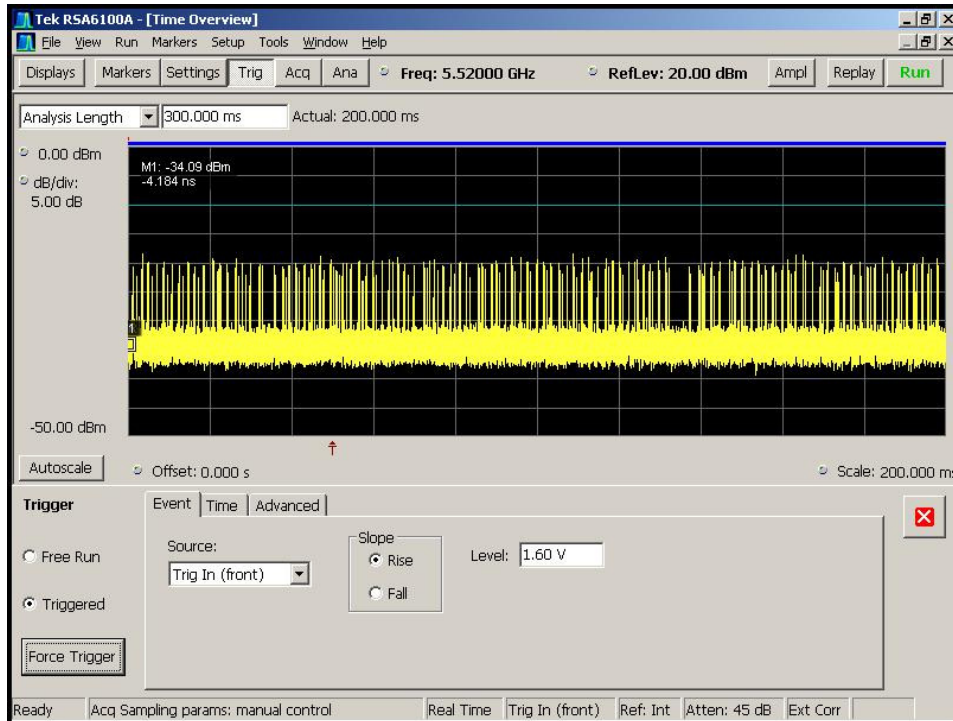 Tek RSA6100A - [Time Overview]
File View Run Markers Setup Tools Window Help
Displays Markers Settings Trig Acq Ana Freq: 5.52000 GHz RefLev: 20.00 dBm Ampl Replay Run
Analysis Length 300.000 ms Actual: 200.000 ms
0.00 dBm
dB/div:
5.00 dB
M1: -34.09 dBm
-4.184 ns
1
-50.00 dBm
T
Autoscale Offset: 0.000 s Scale: 200.000 ms
Trigger Event Time Advanced
Free Run
Triggered
Force Trigger
Source:
Trig In (front)
Slope
Rise
Fall
Level: 1.60 V
Ready Acq Sampling params: manual control Real Time Trig In (front) Ref: Int Atten: 45 dB Ext Corr